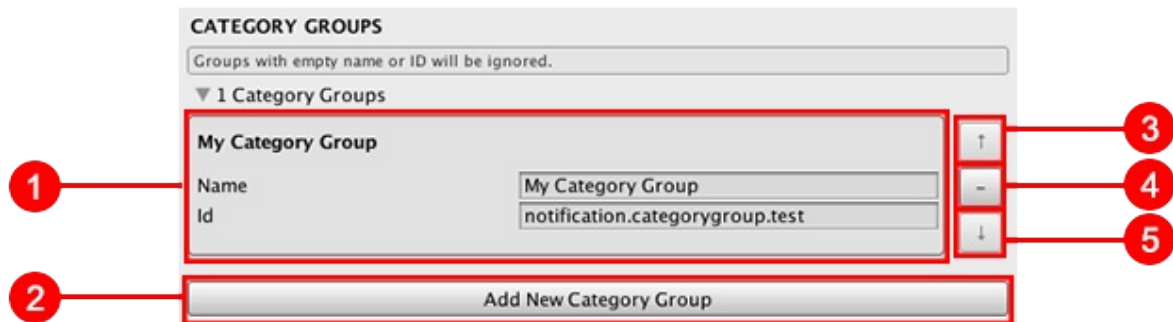 CATEGORY GROUPS
Groups with empty name or ID will be ignored.
▼ 1 Category Groups
My Category Group
Name My Category Group
Id notification.categorygroup.test
Add New Category Group
1
2
3
↑
4
-
5
↓